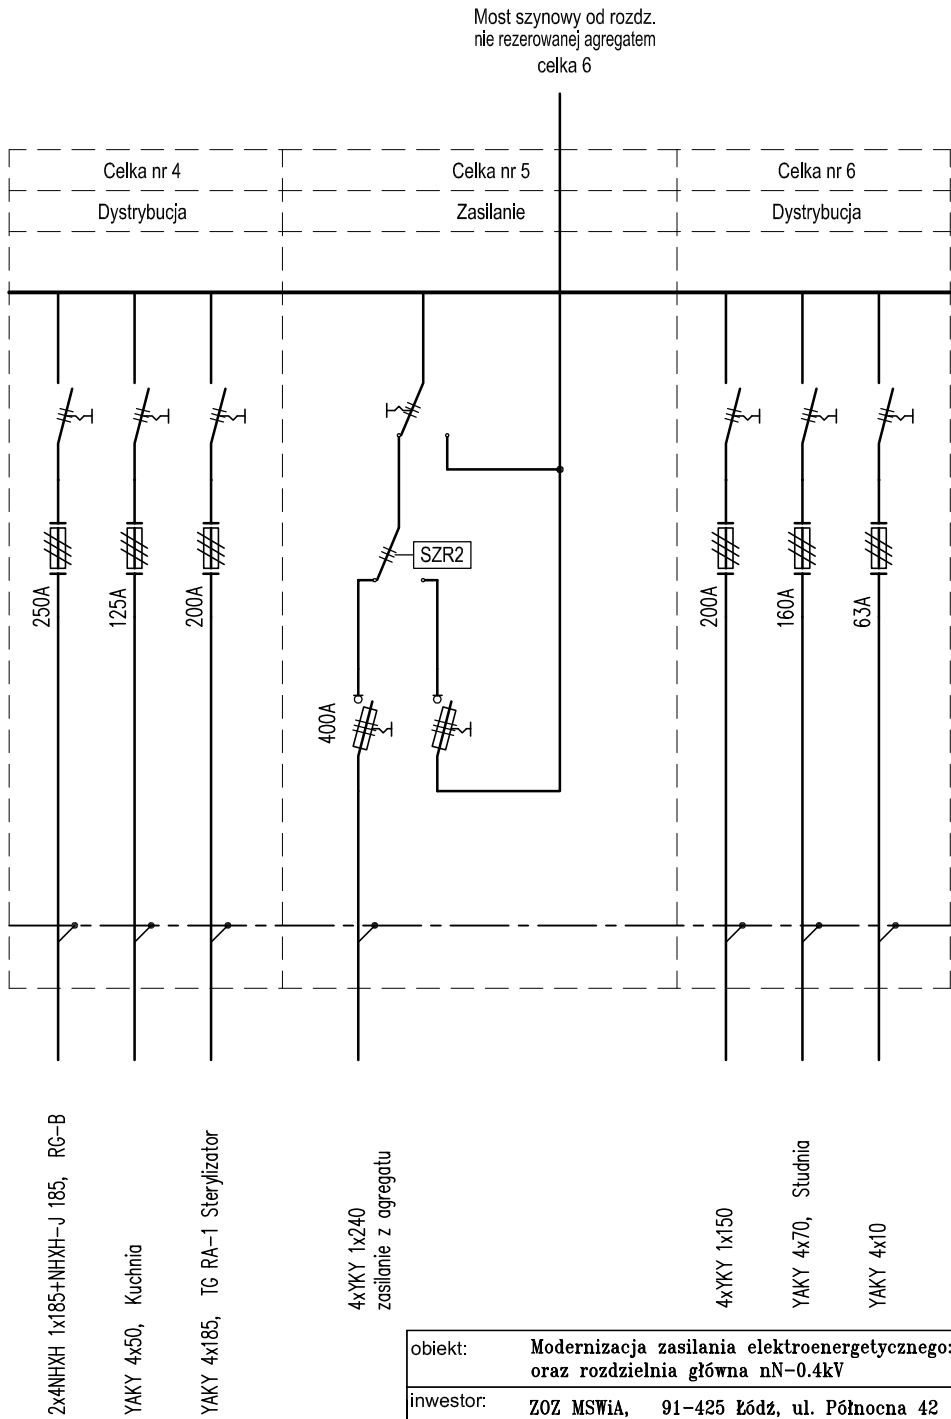 Most szynowy od rozdz.
nie rezerowanej agregatem
celka 6
Celka nr 4
Celka nr 5
Celka nr 6
Dystrybucja
Zasilanie
Dystrybucja
SZR2
250A
125A
200A
400A
200A
160A
63A
2x4NHXH 1x185+NHXH-J 185, RG-B
YAKY 4x50, Kuchnia
YAKY 4x185, TG RA-1 Sterylizator
4xYKY 1x240
zasilanie z agregatu
4xYKY 1x150
YAKY 4x70, Studnia
YAKY 4x10
obiekt: Modernizacja zasilania elektroenergetycznego:
oraz rozdzielnia główna nN-0.4kV
inwestor: ZOZ MSWiA, 91-425 Łódź, ul. Północna 42